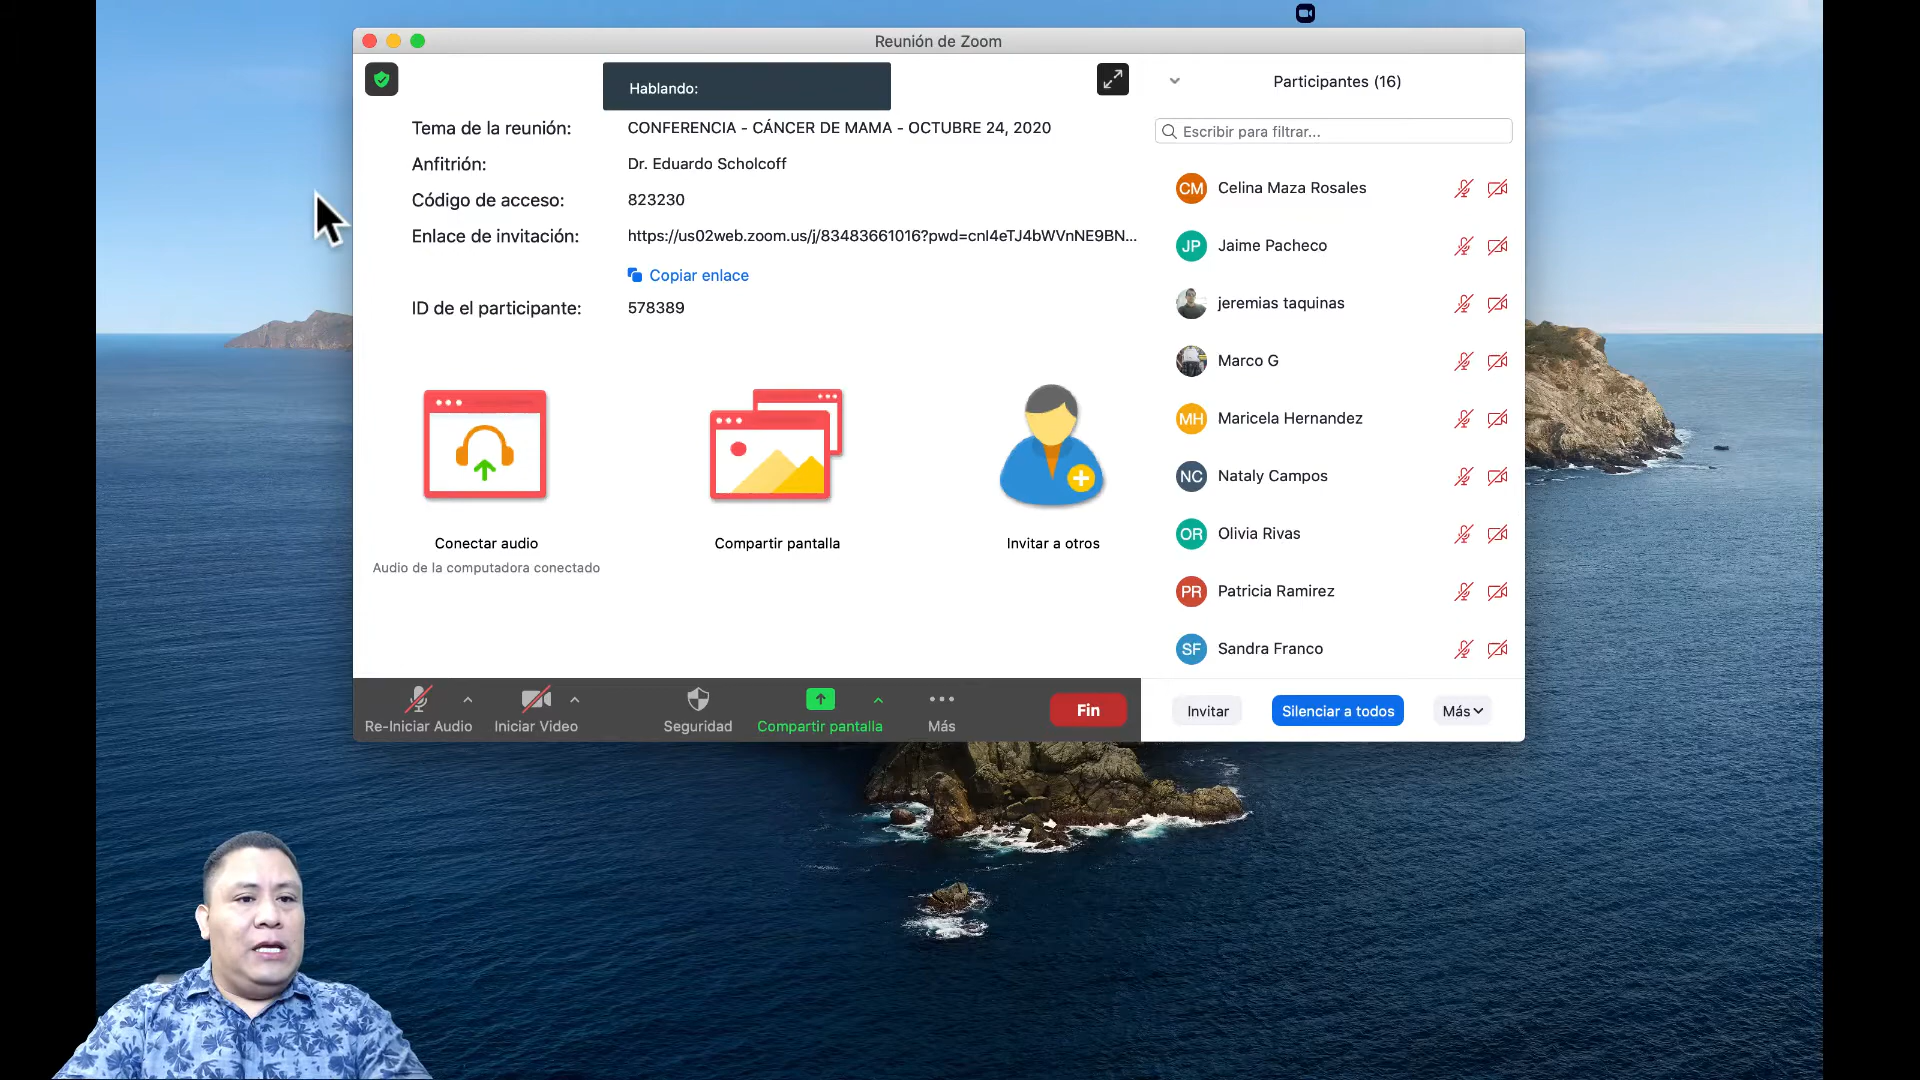 Reunión de Zoom
Hablando:
Tema de la reunión: CONFERENCIA - CÁNCER DE MAMA - OCTUBRE 24, 2020
Anfitrión: Dr. Eduardo Scholcoff
Código de acceso: 823230
Enlace de invitación: https://us02web.zoom.us/j/83483661016?pwd=cnl4eTJ4bWVnNE9BN...
Copiar enlace
ID de el participante: 578389
Conectar audio
Audio de la computadora conectado
Compartir pantalla
Invitar a otros
Re-Iniciar Audio
Iniciar Video
Seguridad
Compartir pantalla
Más
Fin
Participantes (16)
Escribir para filtrar...
CM Celina Maza Rosales
JP Jaime Pacheco
jeremias taquinas
Marco G
MH Maricela Hernandez
NC Nataly Campos
OR Olivia Rivas
PR Patricia Ramirez
SF Sandra Franco
Invitar
Silenciar a todos
Más